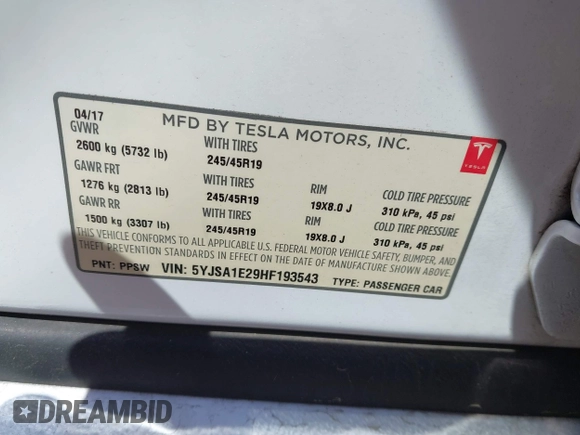 04/17 MFD BY TESLA MOTORS, INC.
GVWR
2600 kg (5732 lb) WITH TIRES 245/45R19
GAWR FRT
1276 kg (2813 lb) WITH TIRES 245/45R19 RIM 19X8.0 J COLD TIRE PRESSURE 310 kPa, 45 psi
GAWR RR
1500 kg (3307 lb) WITH TIRES 245/45R19 RIM 19X8.0 J COLD TIRE PRESSURE 310 kPa, 45 psi
THIS VEHICLE CONFORMS TO ALL APPLICABLE U.S. FEDERAL MOTOR VEHICLE SAFETY, BUMPER, AND
THEFT PREVENTION STANDARDS IN EFFECT ON THE DATE OF MANUFACTURE SHOWN ABOVE.
PNT: PPSW VIN: 5YJSA1E29HF193543 TYPE: PASSENGER CAR
TESLA
DREAMBID